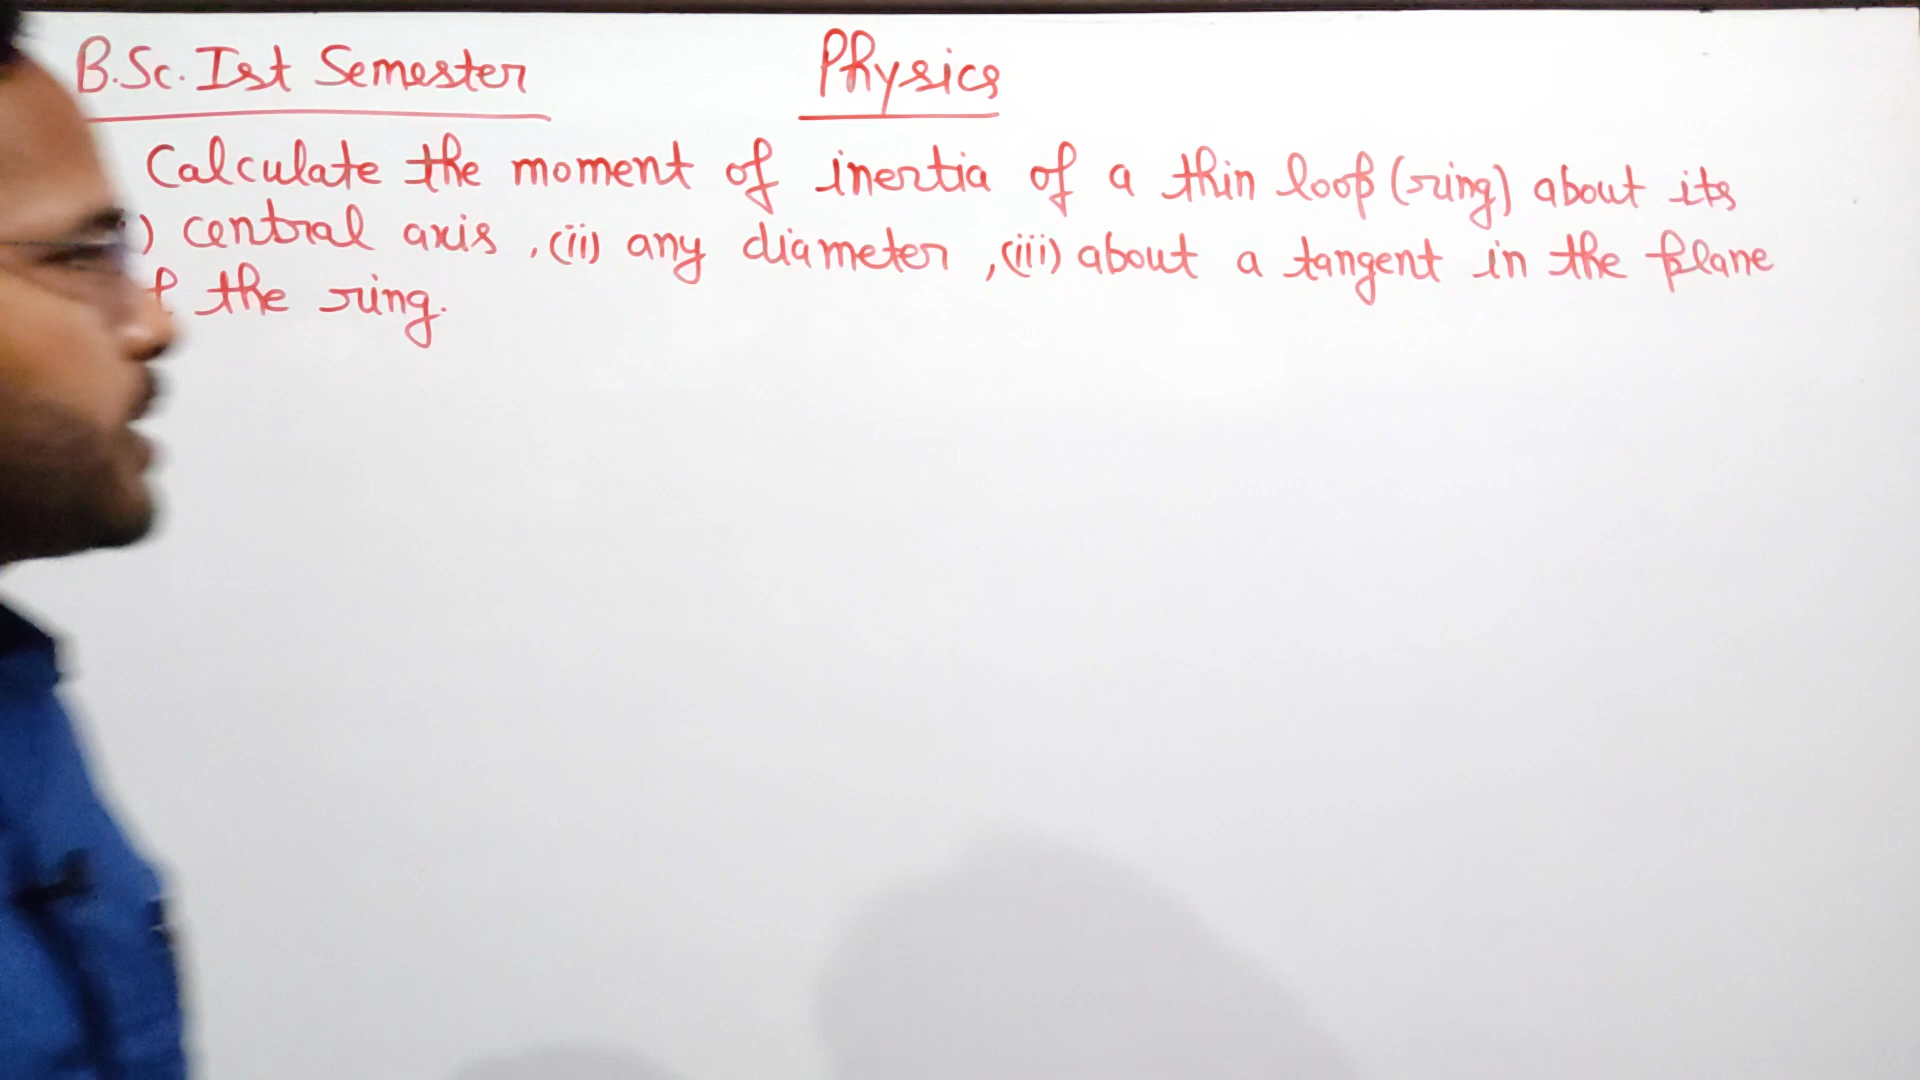 B.Sc. Ist Semester Physics
Calculate the moment of inertia of a thin loop (ring) about its
) central axis, (ii) any diameter, (iii) about a tangent in the plane
the ring.